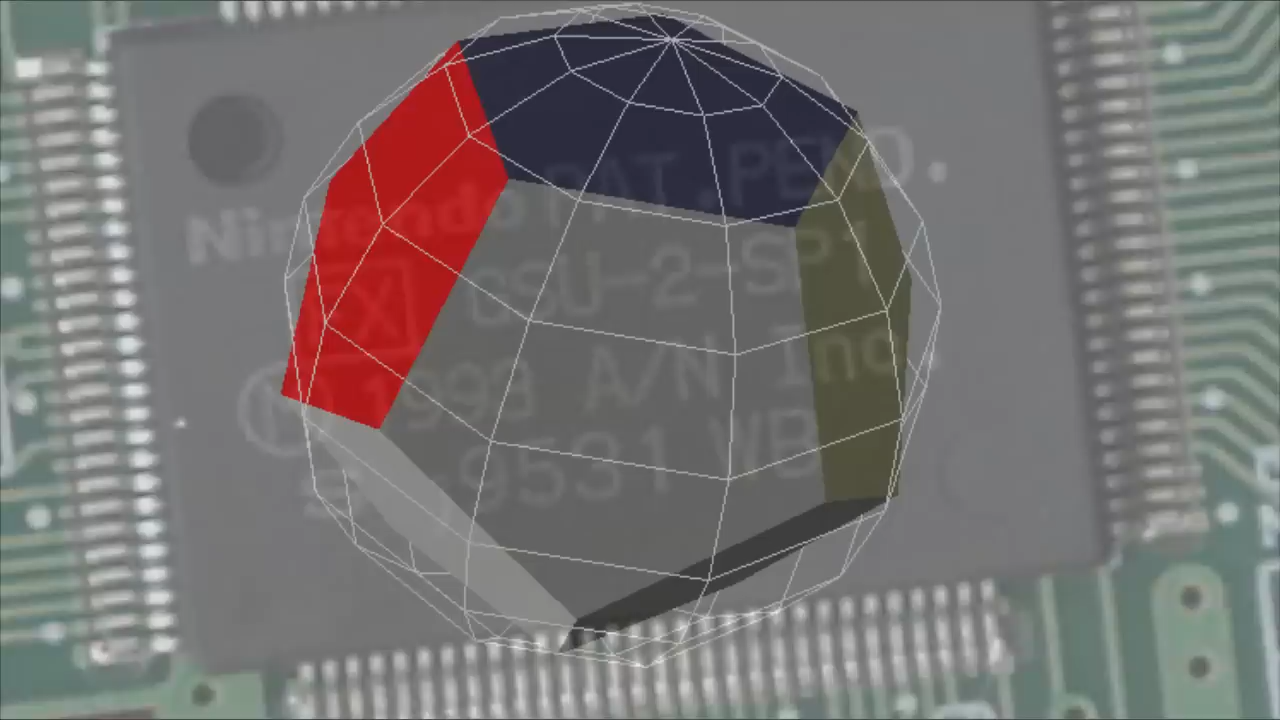 Nintendo PAT.PEND.
GSU-2-SP1
1993 A/N Inc.
9531 VB